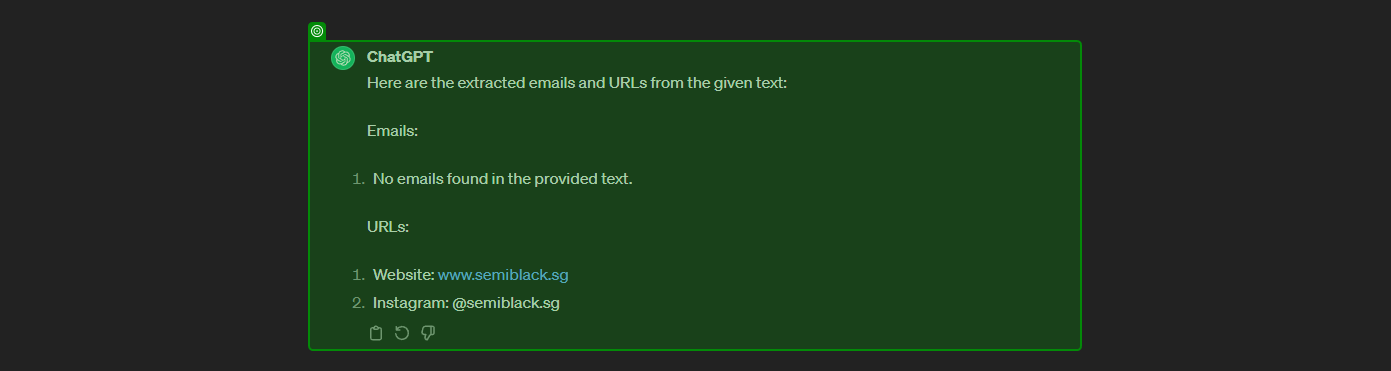 ChatGPT
Here are the extracted emails and URLs from the given text:
Emails:
1. No emails found in the provided text.
URLs:
1. Website: www.semiblack.sg
2. Instagram: @semiblack.sg